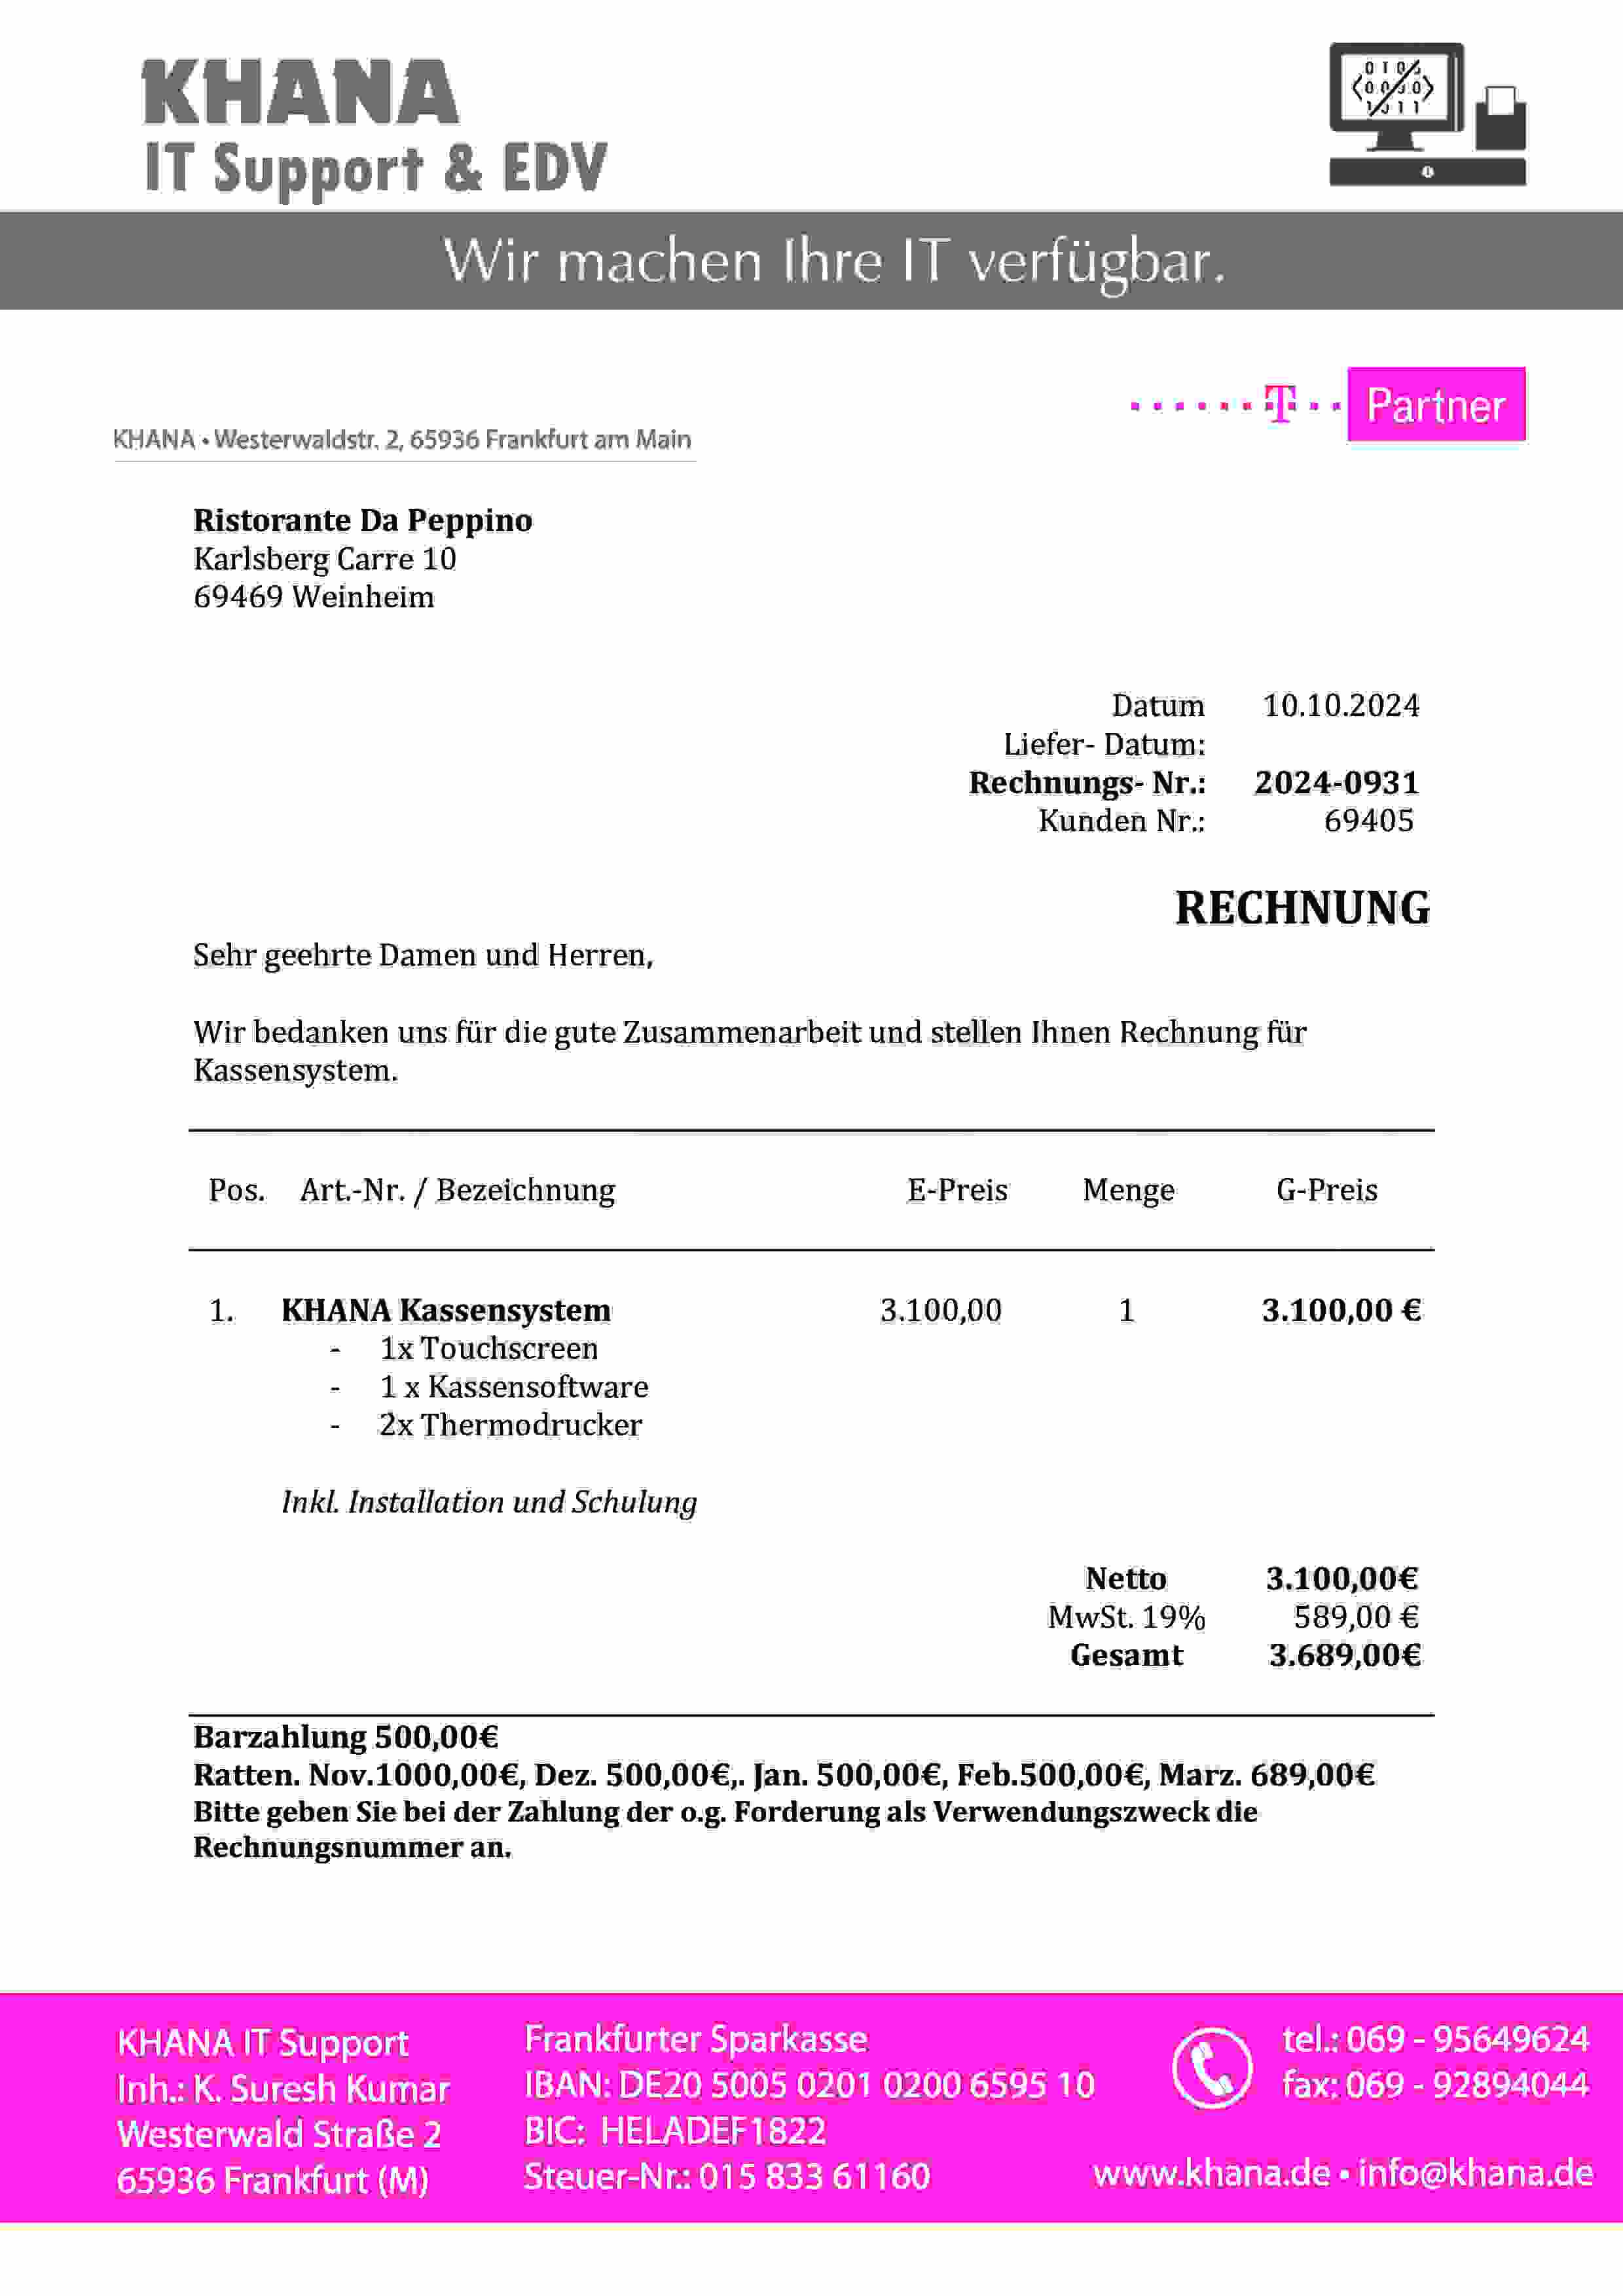 KHANA
IT Support & EDV
Wir machen Ihre IT verfügbar.
T Partner
KHANA • Westerwaldstr. 2, 65936 Frankfurt am Main
Ristorante Da Peppino
Karlsberg Carre 10
69469 Weinheim
Datum 10.10.2024
Liefer- Datum:
Rechnungs- Nr.: 2024-0931
Kunden Nr.: 69405
RECHNUNG
Sehr geehrte Damen und Herren,
Wir bedanken uns für die gute Zusammenarbeit und stellen Ihnen Rechnung für
Kassensystem.
Pos. Art.-Nr. / Bezeichnung E-Preis Menge G-Preis
1. KHANA Kassensystem 3.100,00 1 3.100,00 €
- 1x Touchscreen
- 1 x Kassensoftware
- 2x Thermodrucker
Inkl. Installation und Schulung
Netto 3.100,00€
MwSt. 19% 589,00 €
Gesamt 3.689,00€
Barzahlung 500,00€
Ratten. Nov.1000,00€, Dez. 500,00€,. Jan. 500,00€, Feb.500,00€, Marz. 689,00€
Bitte geben Sie bei der Zahlung der o.g. Forderung als Verwendungszweck die
Rechnungsnummer an.
KHANA IT Support
Inh.: K. Suresh Kumar
Westerwald Straße 2
65936 Frankfurt (M)
Frankfurter Sparkasse
IBAN: DE20 5005 0201 0200 6595 10
BIC: HELADEF1822
Steuer-Nr.: 015 833 61160
tel.: 069 - 95649624
fax: 069 - 92894044
www.khana.de • info@khana.de